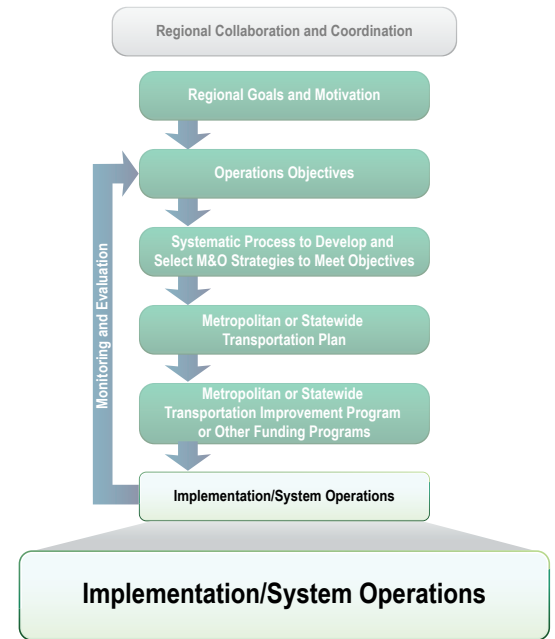 Regional Collaboration and Coordination
Regional Goals and Motivation
Operations Objectives
Systematic Process to Develop and
Select M&O Strategies to Meet Objectives
Metropolitan or Statewide
Transportation Plan
Metropolitan or Statewide
Transportation Improvement Program
or Other Funding Programs
Monitoring and Evaluation
Implementation/System Operations
Implementation/System Operations